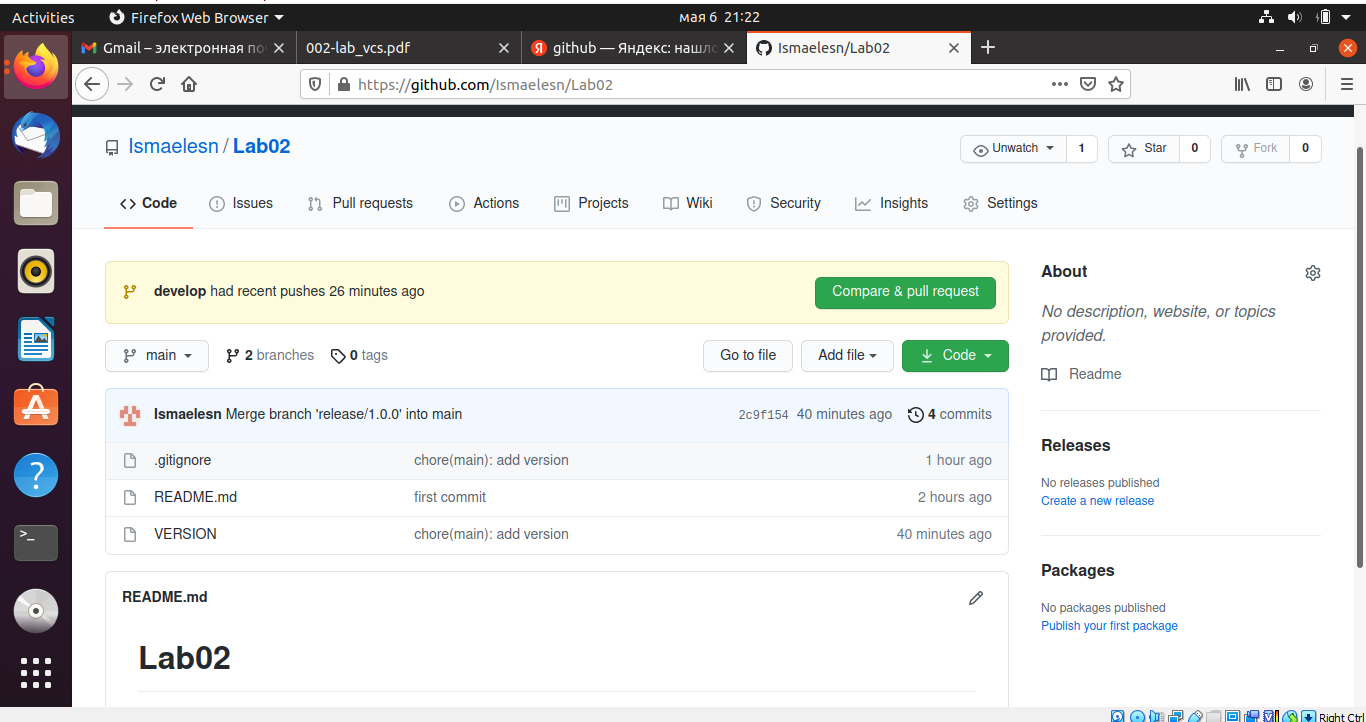 Activities Firefox Web Browser мая 6 21:22
Gmail – электронная по 002-lab_vcs.pdf github — Яндекс: нашло Ismaelesn/Lab02
https://github.com/Ismaelesn/Lab02
Ismaelesn / Lab02 Unwatch 1 Star 0 Fork 0
Code Issues Pull requests Actions Projects Wiki Security Insights Settings
develop had recent pushes 26 minutes ago Compare & pull request
main 2 branches 0 tags Go to file Add file Code
Ismaelesn Merge branch 'release/1.0.0' into main 2c9f154 40 minutes ago 4 commits
.gitignore chore(main): add version 1 hour ago
README.md first commit 2 hours ago
VERSION chore(main): add version 40 minutes ago
README.md
Lab02
About
No description, website, or topics
provided.
Readme
Releases
No releases published
Create a new release
Packages
No packages published
Publish your first package
Right Ctrl